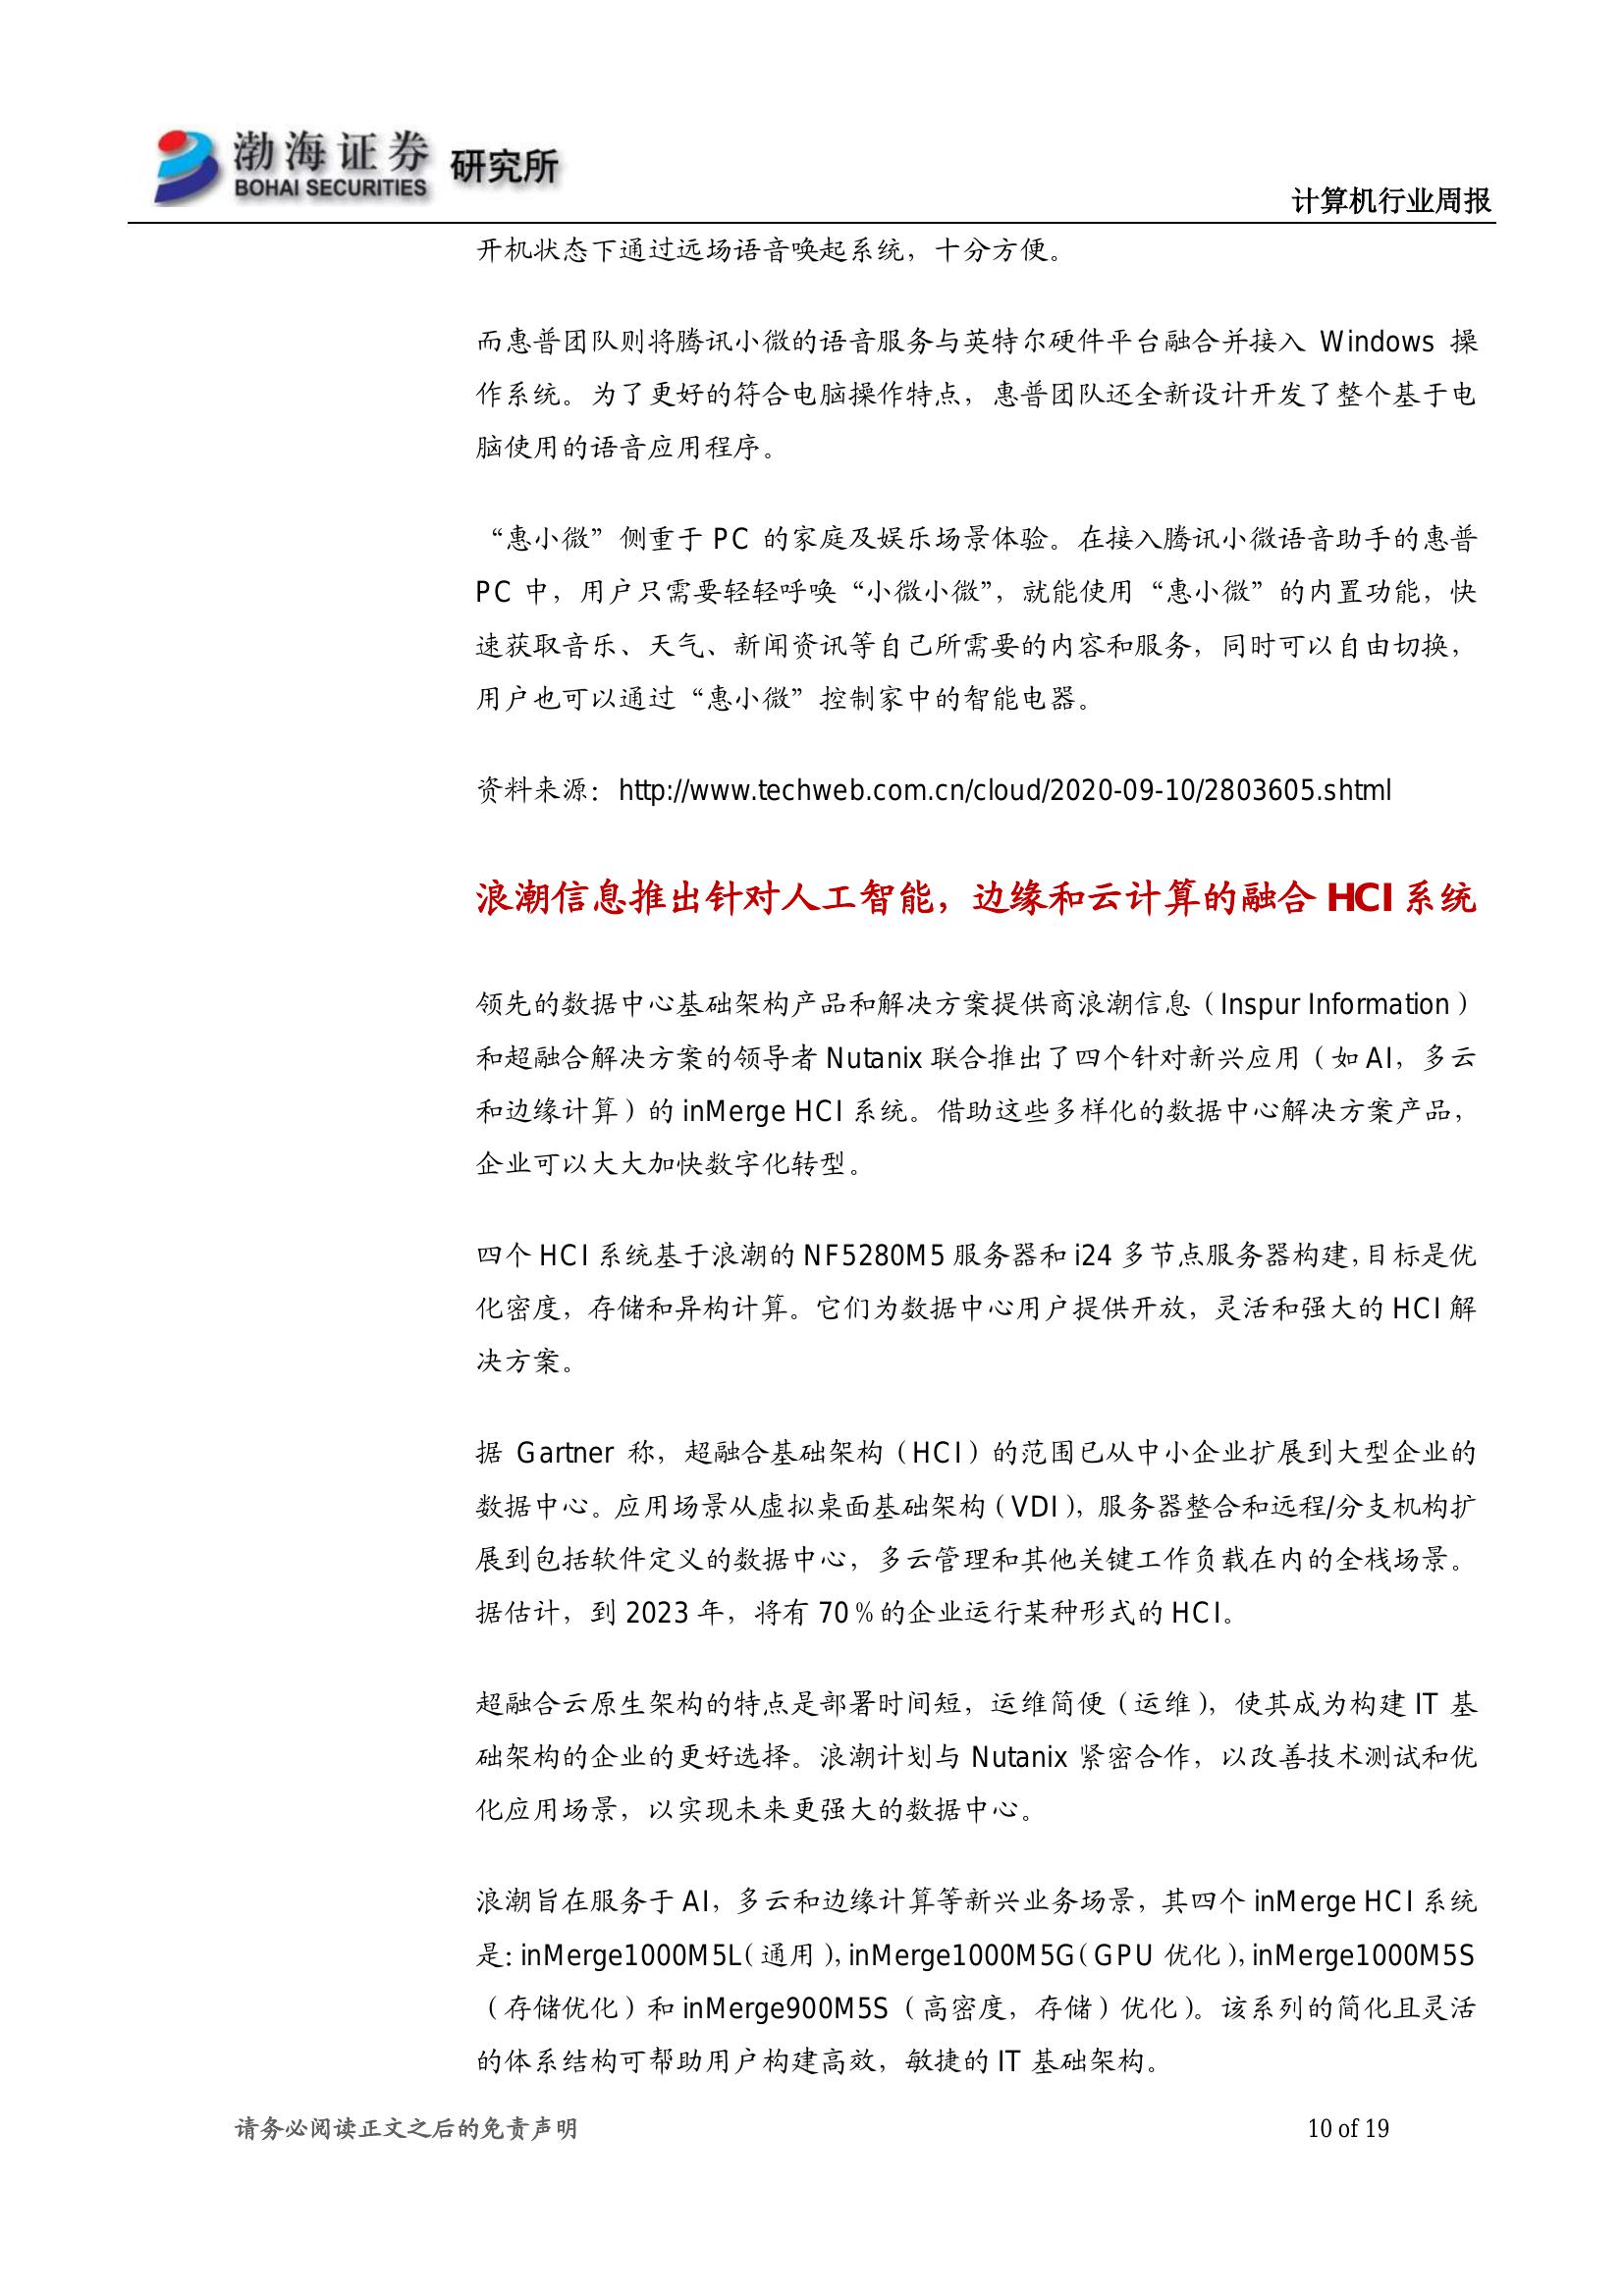 渤海证券 研究所
BOHAI SECURITIES
计算机行业周报
开机状态下通过远场语音唤起系统，十分方便。
而惠普团队则将腾讯小微的语音服务与英特尔硬件平台融合并接入 Windows 操
作系统。为了更好的符合电脑操作特点，惠普团队还全新设计开发了整个基于电
脑使用的语音应用程序。
“惠小微”侧重于 PC 的家庭及娱乐场景体验。在接入腾讯小微语音助手的惠普
PC 中，用户只需要轻轻呼唤“小微小微”，就能使用“惠小微”的内置功能，快
速获取音乐、天气、新闻资讯等自己所需要的内容和服务，同时可以自由切换，
用户也可以通过“惠小微”控制家中的智能电器。
资料来源：http://www.techweb.com.cn/cloud/2020-09-10/2803605.shtml
浪潮信息推出针对人工智能，边缘和云计算的融合 HCI 系统
领先的数据中心基础架构产品和解决方案提供商浪潮信息（Inspur Information）
和超融合解决方案的领导者 Nutanix 联合推出了四个针对新兴应用（如 AI，多云
和边缘计算）的 inMerge HCI 系统。借助这些多样化的数据中心解决方案产品，
企业可以大大加快数字化转型。
四个 HCI 系统基于浪潮的 NF5280M5 服务器和 i24 多节点服务器构建，目标是优
化密度，存储和异构计算。它们为数据中心用户提供开放，灵活和强大的 HCI 解
决方案。
据 Gartner 称，超融合基础架构（HCI）的范围已从中小企业扩展到大型企业的
数据中心。应用场景从虚拟桌面基础架构（VDI），服务器整合和远程/分支机构扩
展到包括软件定义的数据中心，多云管理和其他关键工作负载在内的全栈场景。
据估计，到 2023 年，将有 70％的企业运行某种形式的 HCI。
超融合云原生架构的特点是部署时间短，运维简便（运维），使其成为构建 IT 基
础架构的企业的更好选择。浪潮计划与 Nutanix 紧密合作，以改善技术测试和优
化应用场景，以实现未来更强大的数据中心。
浪潮旨在服务于 AI，多云和边缘计算等新兴业务场景，其四个 inMerge HCI 系统
是：inMerge1000M5L（通用），inMerge1000M5G（GPU 优化），inMerge1000M5S
（存储优化）和 inMerge900M5S（高密度，存储）优化）。该系列的简化且灵活
的体系结构可帮助用户构建高效，敏捷的 IT 基础架构。
请务必阅读正文之后的免责声明
10 of 19